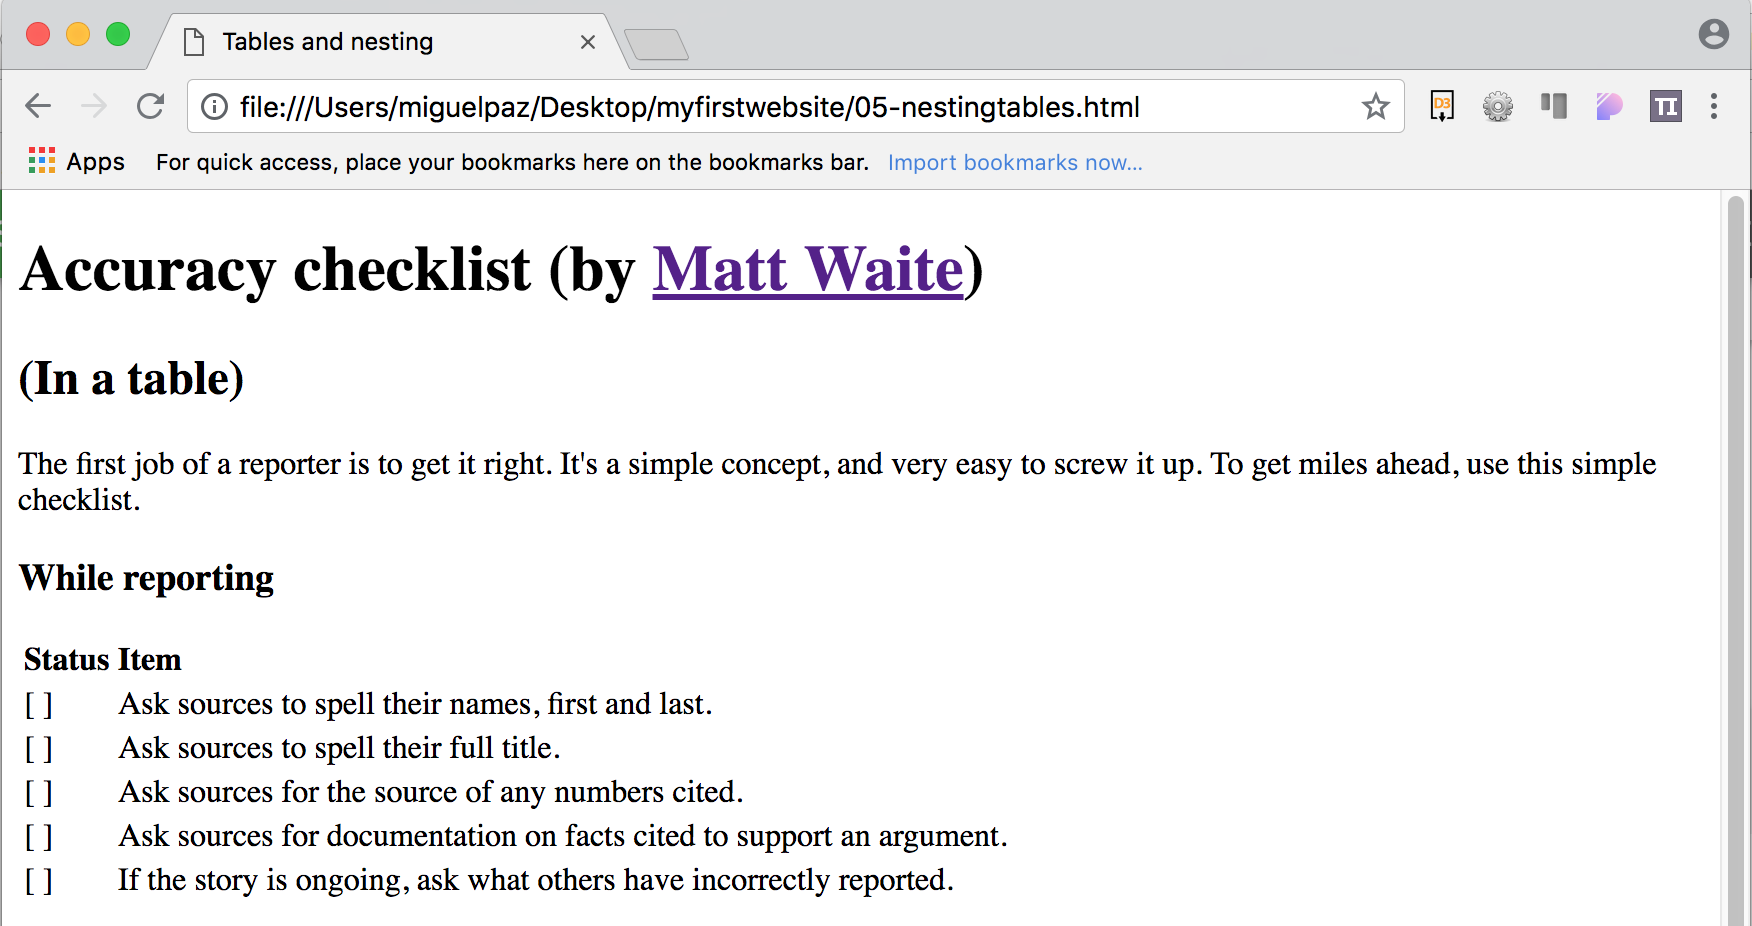 Tables and nesting
file:///Users/miguelpaz/Desktop/myfirstwebsite/05-nestingtables.html
D3
TI
Apps For quick access, place your bookmarks here on the bookmarks bar. Import bookmarks now...
Accuracy checklist (by Matt Waite)
(In a table)
The first job of a reporter is to get it right. It's a simple concept, and very easy to screw it up. To get miles ahead, use this simple
checklist.
While reporting
Status Item
[ ] Ask sources to spell their names, first and last.
[ ] Ask sources to spell their full title.
[ ] Ask sources for the source of any numbers cited.
[ ] Ask sources for documentation on facts cited to support an argument.
[ ] If the story is ongoing, ask what others have incorrectly reported.